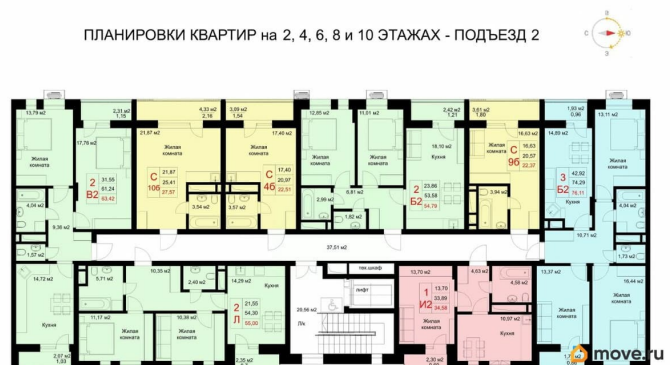 ПЛАНИРОВКИ КВАРТИР на 2, 4, 6, 8 и 10 ЭТАЖАХ - ПОДЪЕЗД 2
С
Ю
З
13,79 м2
Жилая комната
17,78 м2
2,31 м2
1,15
2
В2
31,55
61,24
63,42
4,04 м2
9,36 м2
1,57 м2
21,87 м2
4,33 м2
2,16
Жилая комната
С
10б
21,87
25,41
27,57
3,54 м2
3,09 м2
1,54
17,40 м2
Жилая комната
С
4б
17,40
20,97
22,51
3,57 м2
12,85 м2
Жилая комната
11,01 м2
Жилая комната
6,81 м2
2,99 м2
1,82 м2
2,42 м2
1,21
19,10 м2
Кухня
2
Б2
23,86
53,58
54,79
3,61 м2
1,80
16,63 м2
Жилая комната
С
9б
16,63
20,57
22,37
3,94 м2
1,93 м2
0,96
14,89 м2
3
Б2
42,92
74,29
76,11
Кухня
13,11 м2
Жилая комната
4,04 м2
10,71 м2
1,73 м2
37,51 м2
14,72 м2
Кухня
2,07 м2
1,03
5,71 м2
10,35 м2
2,40 м2
11,17 м2
Жилая комната
10,38 м2
Жилая комната
14,29 м2
Кухня
2
Л
21,55
54,30
55,00
2,35 м2
20,56 м2
Л/к
тех.шкаф
лифт
13,70 м2
Жилая комната
1
И2
13,70
33,89
34,58
2,30 м2
4,63 м2
4,58 м2
10,97 м2
Кухня
13,37 м2
Жилая комната
16,44 м2
Жилая комната
move.ru